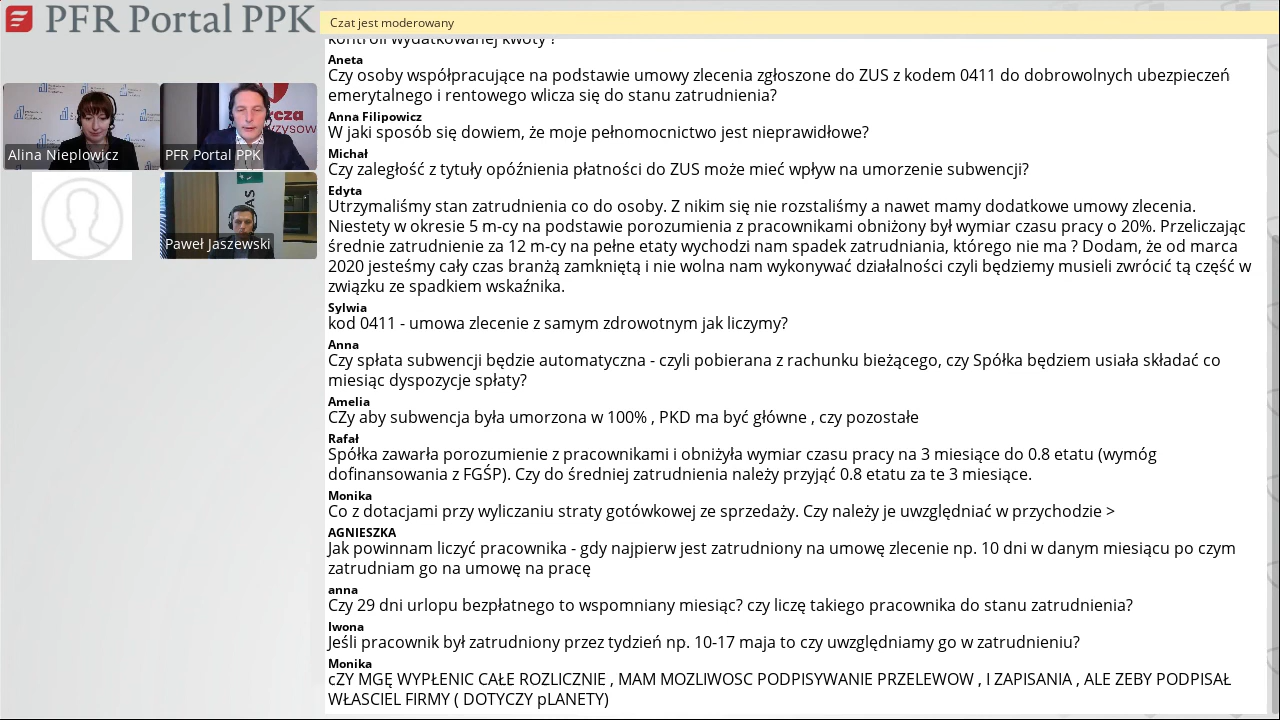 PFR Portal PPK
Czat jest moderowany
kontroli wydatkowanej kwoty ?
Aneta
Czy osoby współpracujące na podstawie umowy zlecenia zgłoszone do ZUS z kodem 0411 do dobrowolnych ubezpieczeń
emerytalnego i rentowego wlicza się do stanu zatrudnienia?
Anna Filipowicz
W jaki sposób się dowiem, że moje pełnomocnictwo jest nieprawidłowe?
Michał
Czy zaległość z tytuły opóźnienia płatności do ZUS może mieć wpływ na umorzenie subwencji?
Edyta
Utrzymaliśmy stan zatrudnienia co do osoby. Z nikim się nie rozstaliśmy a nawet mamy dodatkowe umowy zlecenia.
Niestety w okresie 5 m-cy na podstawie porozumienia z pracownikami obniżony był wymiar czasu pracy o 20%. Przeliczając
średnie zatrudnienie za 12 m-cy na pełne etaty wychodzi nam spadek zatrudniania, którego nie ma ? Dodam, że od marca
2020 jesteśmy cały czas branżą zamkniętą i nie wolna nam wykonywać działalności czyli będziemy musieli zwrócić tą część w
związku ze spadkiem wskaźnika.
Sylwia
kod 0411 - umowa zlecenie z samym zdrowotnym jak liczymy?
Anna
Czy spłata subwencji będzie automatyczna - czyli pobierana z rachunku bieżącego, czy Spółka będziem usiała składać co
miesiąc dyspozycje spłaty?
Amelia
CZy aby subwencja była umorzona w 100% , PKD ma być główne , czy pozostałe
Rafał
Spółka zawarła porozumienie z pracownikami i obniżyła wymiar czasu pracy na 3 miesiące do 0.8 etatu (wymóg
dofinansowania z FGŚP). Czy do średniej zatrudnienia należy przyjąć 0.8 etatu za te 3 miesiące.
Monika
Co z dotacjami przy wyliczaniu straty gotówkowej ze sprzedaży. Czy należy je uwzględniać w przychodzie >
AGNIESZKA
Jak powinnam liczyć pracownika - gdy najpierw jest zatrudniony na umowę zlecenie np. 10 dni w danym miesiącu po czym
zatrudniam go na umowę na pracę
anna
Czy 29 dni urlopu bezpłatnego to wspomniany miesiąc? czy liczę takiego pracownika do stanu zatrudnienia?
Iwona
Jeśli pracownik był zatrudniony przez tydzień np. 10-17 maja to czy uwzględniamy go w zatrudnieniu?
Monika
cZY MGĘ WYPŁENIC CAŁE ROZLICZNIE , MAM MOZLIWOSC PODPISYWANIE PRZELEWOW , I ZAPISANIA , ALE ZEBY PODPISAŁ
WŁASCIEL FIRMY ( DOTYCZY pLANETY)
Alina Nieplowicz
PFR Portal PPK
Paweł Jaszewski